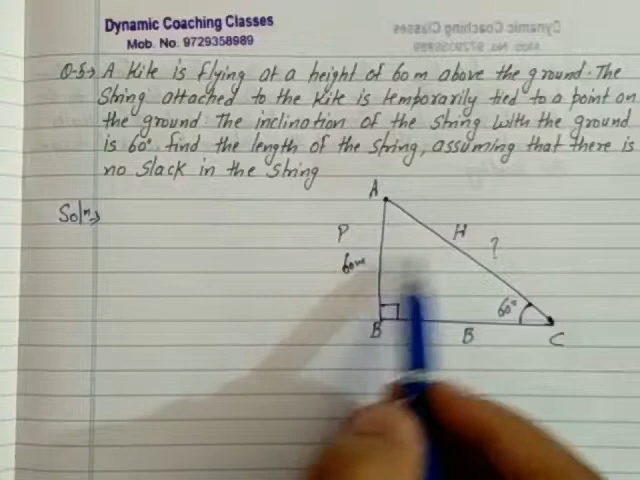 Dynamic Coaching Classes
Mob. No. 9729358989
Q-5→ A Kite is flying at a height of 60 m above the ground. The
string attached to the kite is temporarily tied to a point on
the ground. The inclination of the string with the ground
is 60°. find the length of the string, assuming that there is
no slack in the string
Solⁿ→
A
P
H
?
60m
60°
B
B
C